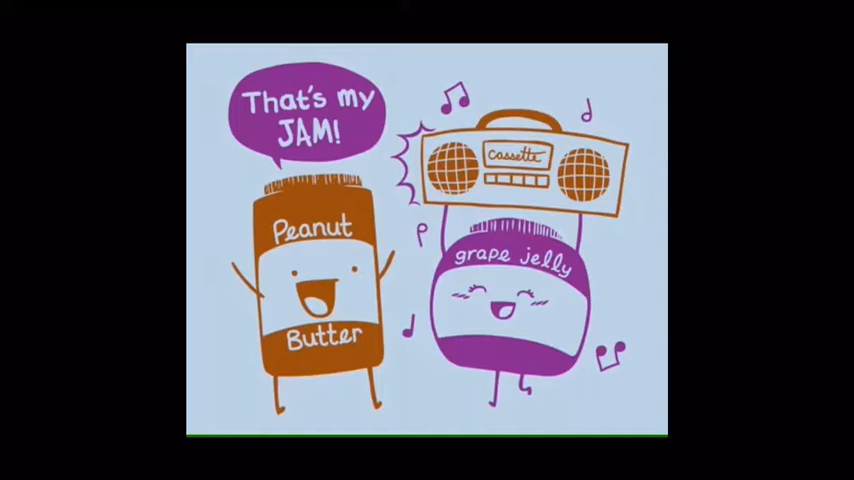 That's my
JAM!
cassette
Peanut
Butter
grape jelly